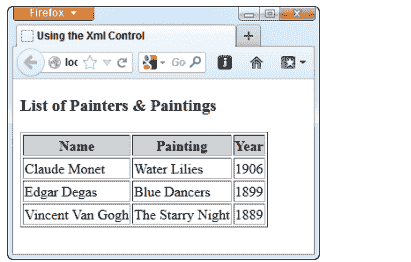 Firefox
Using the Xml Control
loc
Go
List of Painters & Paintings
Name Painting Year
Claude Monet Water Lilies 1906
Edgar Degas Blue Dancers 1899
Vincent Van Gogh The Starry Night 1889